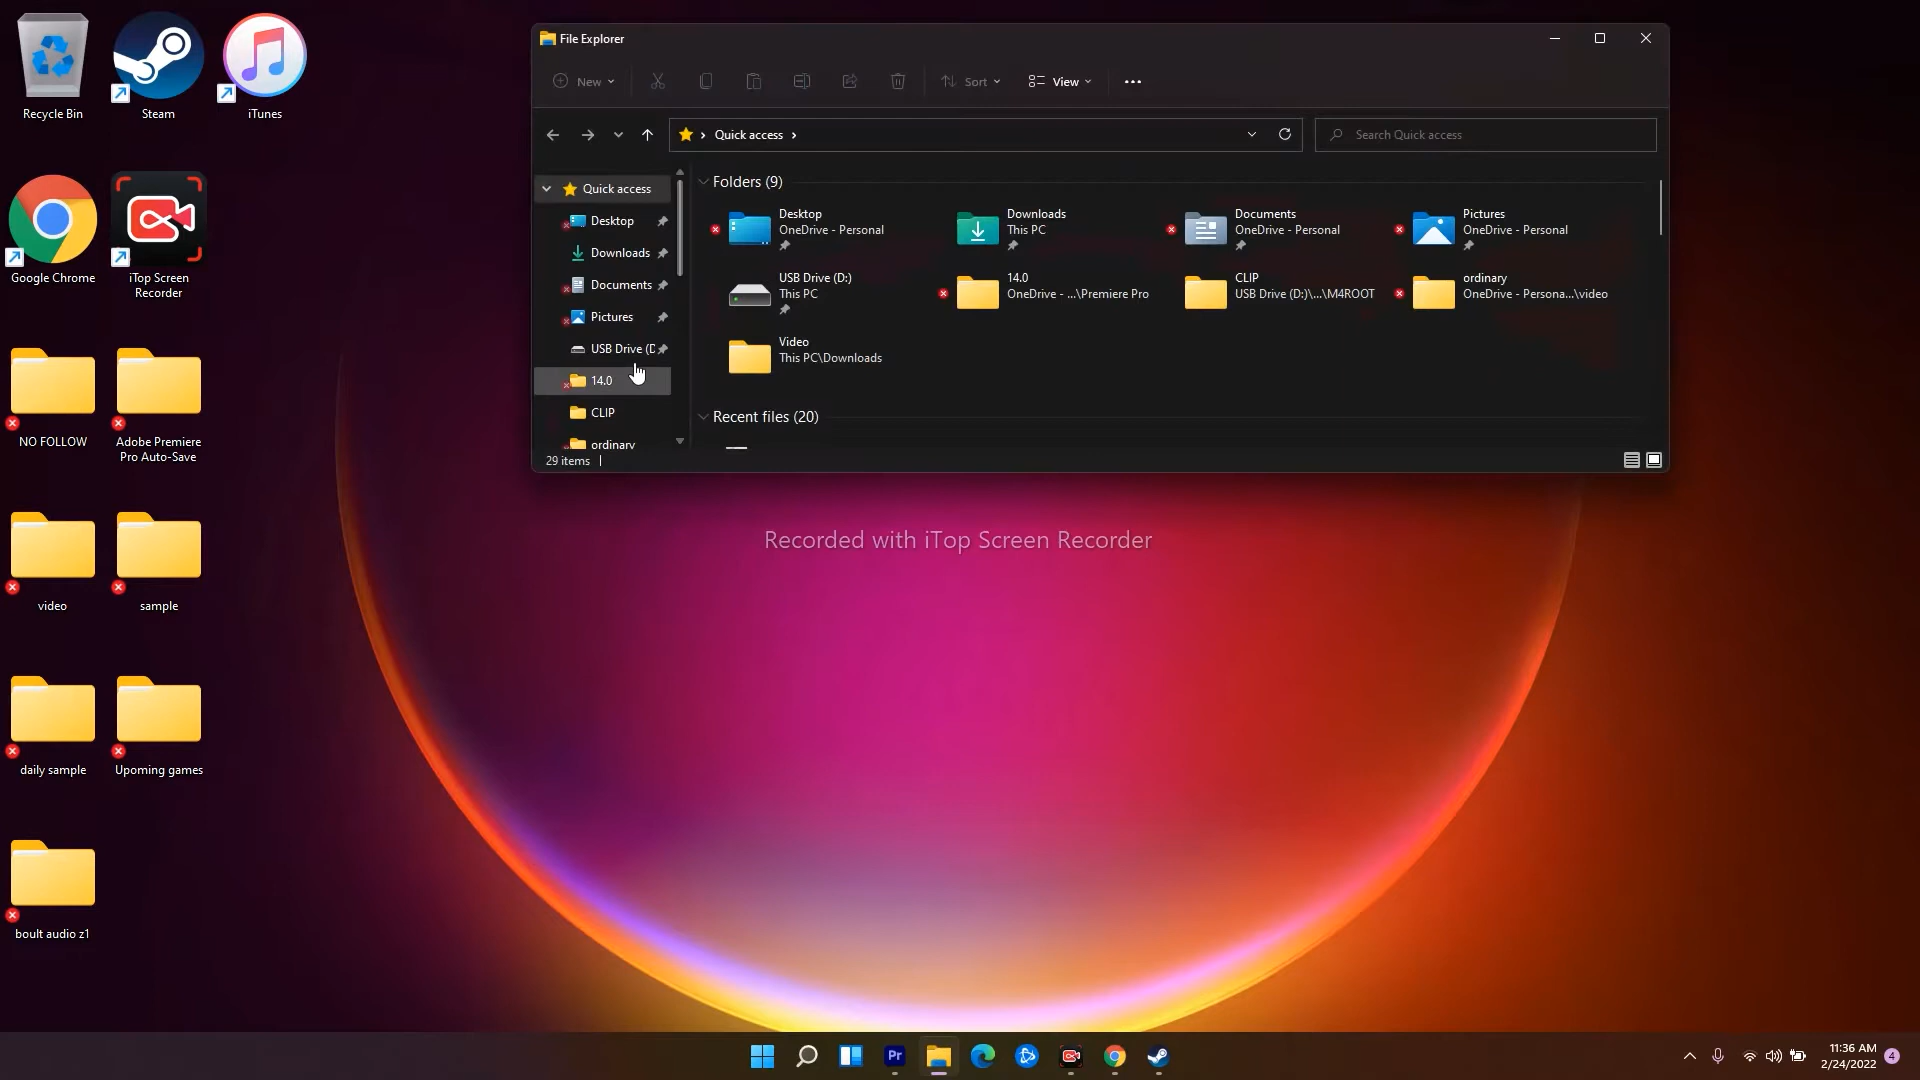 Recycle Bin
Steam
iTunes
Google Chrome
iTop Screen
Recorder
NO FOLLOW
Adobe Premiere
Pro Auto-Save
video
sample
daily sample
Upoming games
boult audio z1
File Explorer
New
Sort
View
Quick access
Search Quick access
Quick access
Desktop
Downloads
Documents
Pictures
USB Drive (D
14.0
CLIP
ordinary
29 items
Folders (9)
Desktop
OneDrive - Personal
Downloads
This PC
Documents
OneDrive - Personal
Pictures
OneDrive - Personal
USB Drive (D:)
This PC
14.0
OneDrive - ...\Premiere Pro
CLIP
USB Drive (D:)\...\M4ROOT
ordinary
OneDrive - Persona...\video
Video
This PC\Downloads
Recent files (20)
Recorded with iTop Screen Recorder
Pr
11:36 AM
2/24/2022
4